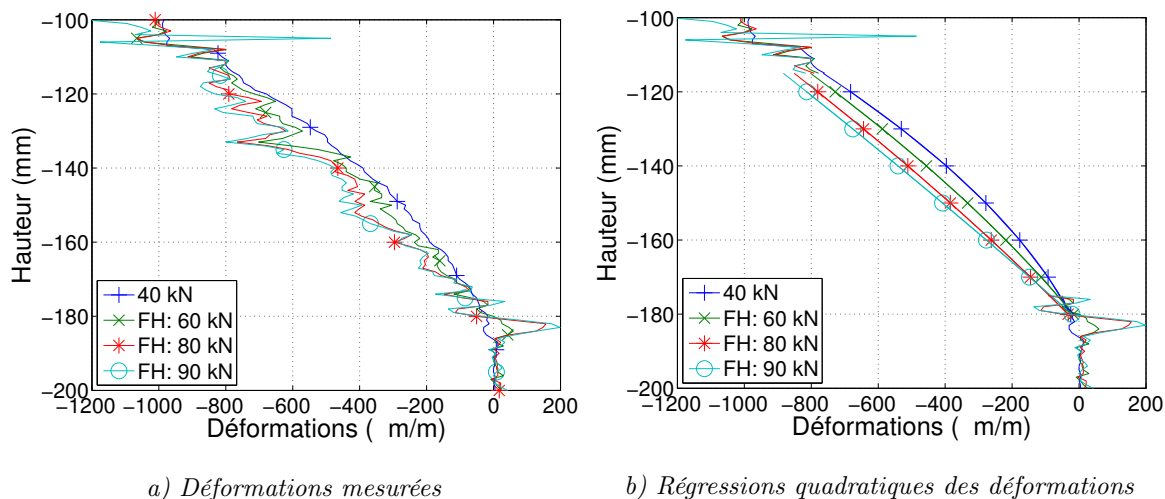 −100
−120
−140
−160
−180
−200
Hauteur (mm)
40 kN
FH: 60 kN
FH: 80 kN
FH: 90 kN
−1200 −1000 −800 −600 −400 −200 0 200
Déformations ( m/m)
a) Déformations mesurées
−100
−120
−140
−160
−180
−200
Hauteur (mm)
40 kN
FH: 60 kN
FH: 80 kN
FH: 90 kN
−1200 −1000 −800 −600 −400 −200 0 200
Déformations ( m/m)
b) Régressions quadratiques des déformations